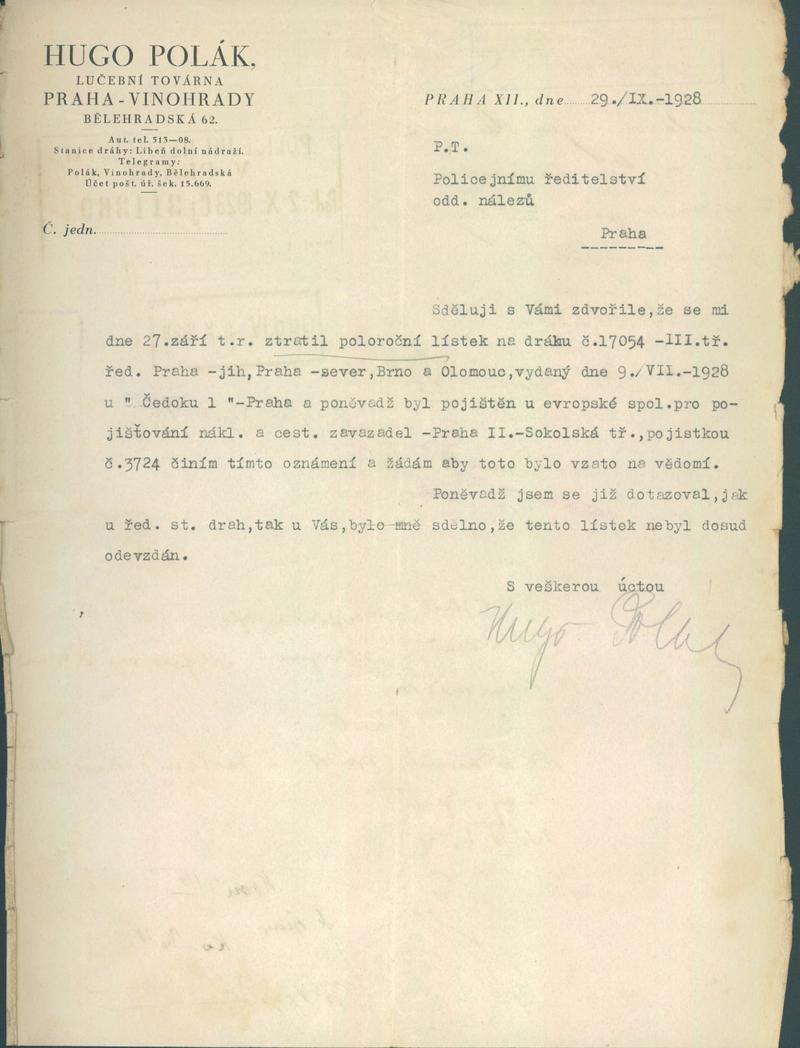 HUGO POLÁK,
LUČEBNÍ TOVÁRNA
PRAHA - VINOHRADY
BĚLEHRADSKÁ 62.
Aut. tel. 513—08.
Stanice dráhy: Libeň dolní nádraží.
Telegramy:
Polák, Vinohrady, Bělehradská
Účet pošt. úř. šek. 15.669.
Č. jedn.
PRAHA XII., dne 29./IX.-1928
P.T.
Policejnímu ředitelství
odd. nálezů
Praha
Sděluji s Vámi zdvořile,že se mi
dne 27.září t.r. ztratil poloroční lístek na dráhu č.17054 -III.tř.
řed. Praha -jih,Praha -sever,Brno a Olomouc,vydaný dne 9./VII.-1928
u " Čedoku 1 "-Praha a poněvadž byl pojištěn u evropské spol.pro po-
jišťování nákl. a cest. zavazadel -Praha II.-Sokolská tř.,pojistkou
č.3724 činím tímto oznámení a žádám aby toto bylo vzato na vědomí.
Poněvadž jsem se již dotazoval,jak
u řed. st. drah,tak u Vás,bylo mně sdělno,že tento lístek nebyl dosud
odevzdán.
S veškerou úctou
Hugo Polák